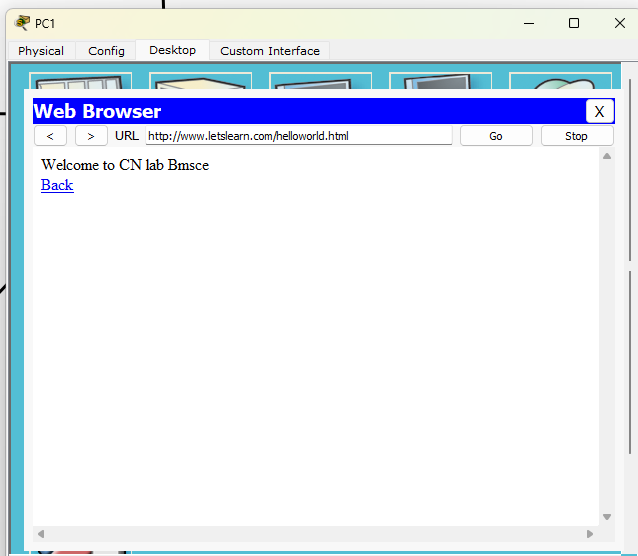 PC1
Physical Config Desktop Custom Interface
Web Browser X
< > URL http://www.letslearn.com/helloworld.html Go Stop
Welcome to CN lab Bmsce
Back